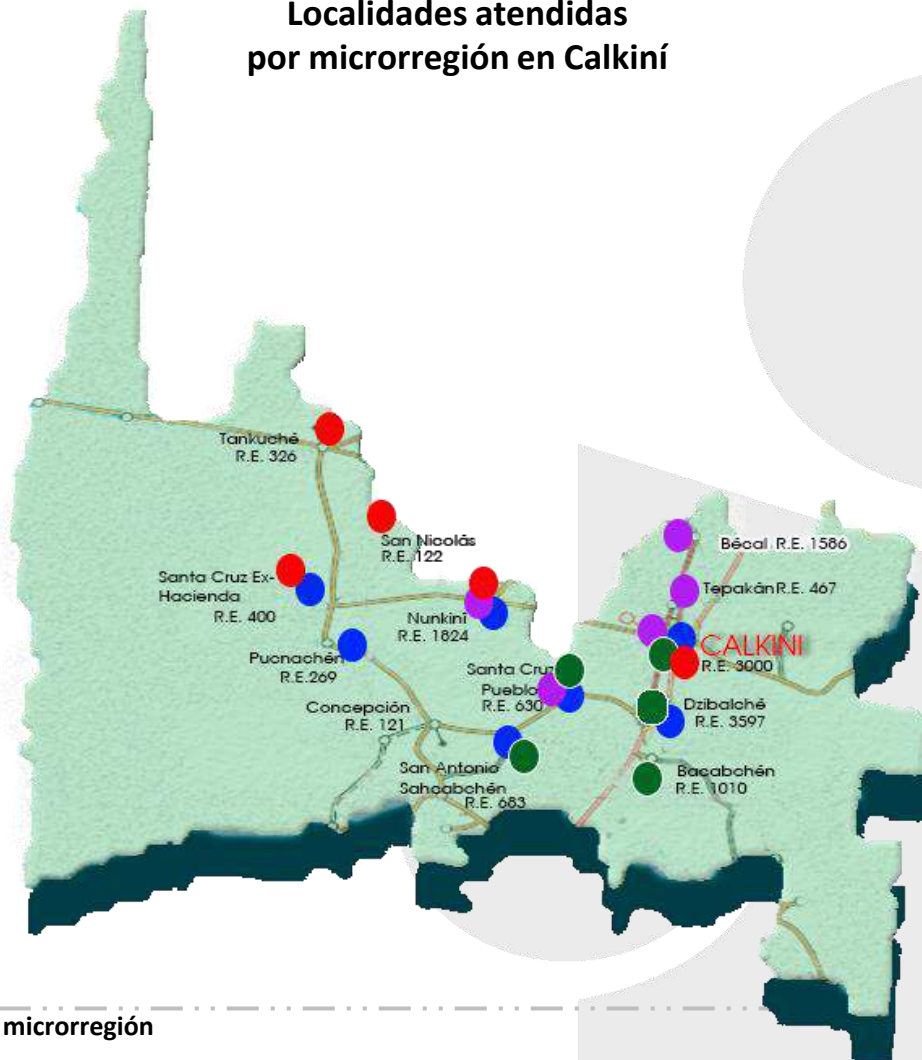 Localidades atendidas
por microrregión en Calkiní
Tankuché
R.E. 326
San Nicolás
R.E. 122
Bécal R.E. 1586
Santa Cruz Ex-
Hacienda
R.E. 400
Tepakán R.E. 467
Nunkiní
R.E. 1824
CALKINI
R.E. 3000
Pucnachén
R.E.269
Santa Cruz
Pueblo
R.E. 630
Concepción
R.E. 121
Dzibalché
R.E. 3597
San Antonio
Sahcabchén
R.E. 683
Bacabchén
R.E. 1010
microrregión